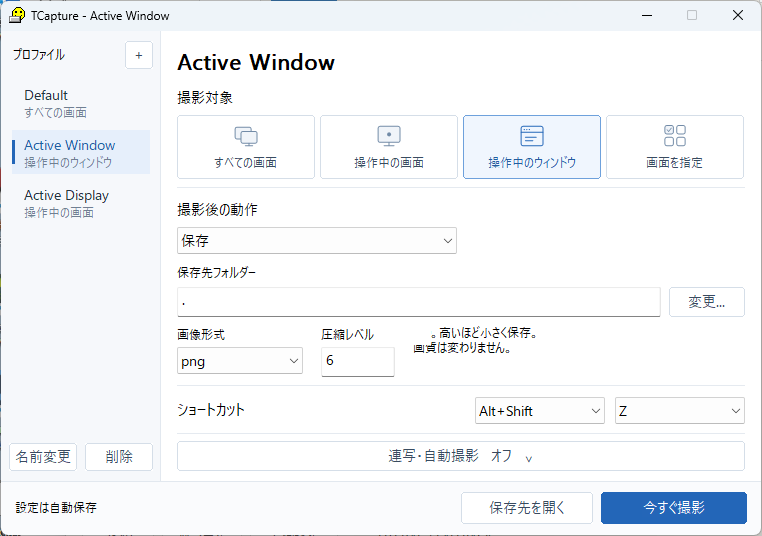 TCapture - Active Window
プロファイル
+
Default
すべての画面
Active Window
操作中のウィンドウ
Active Display
操作中の画面
名前変更
削除
Active Window
撮影対象
すべての画面
操作中の画面
操作中のウィンドウ
画面を指定
撮影後の動作
保存
保存先フォルダー
.
変更...
画像形式
圧縮レベル
png
6
。高いほど小さく保存。
画質は変わりません。
ショートカット
Alt+Shift
Z
連写・自動撮影 オフ
設定は自動保存
保存先を開く
今すぐ撮影